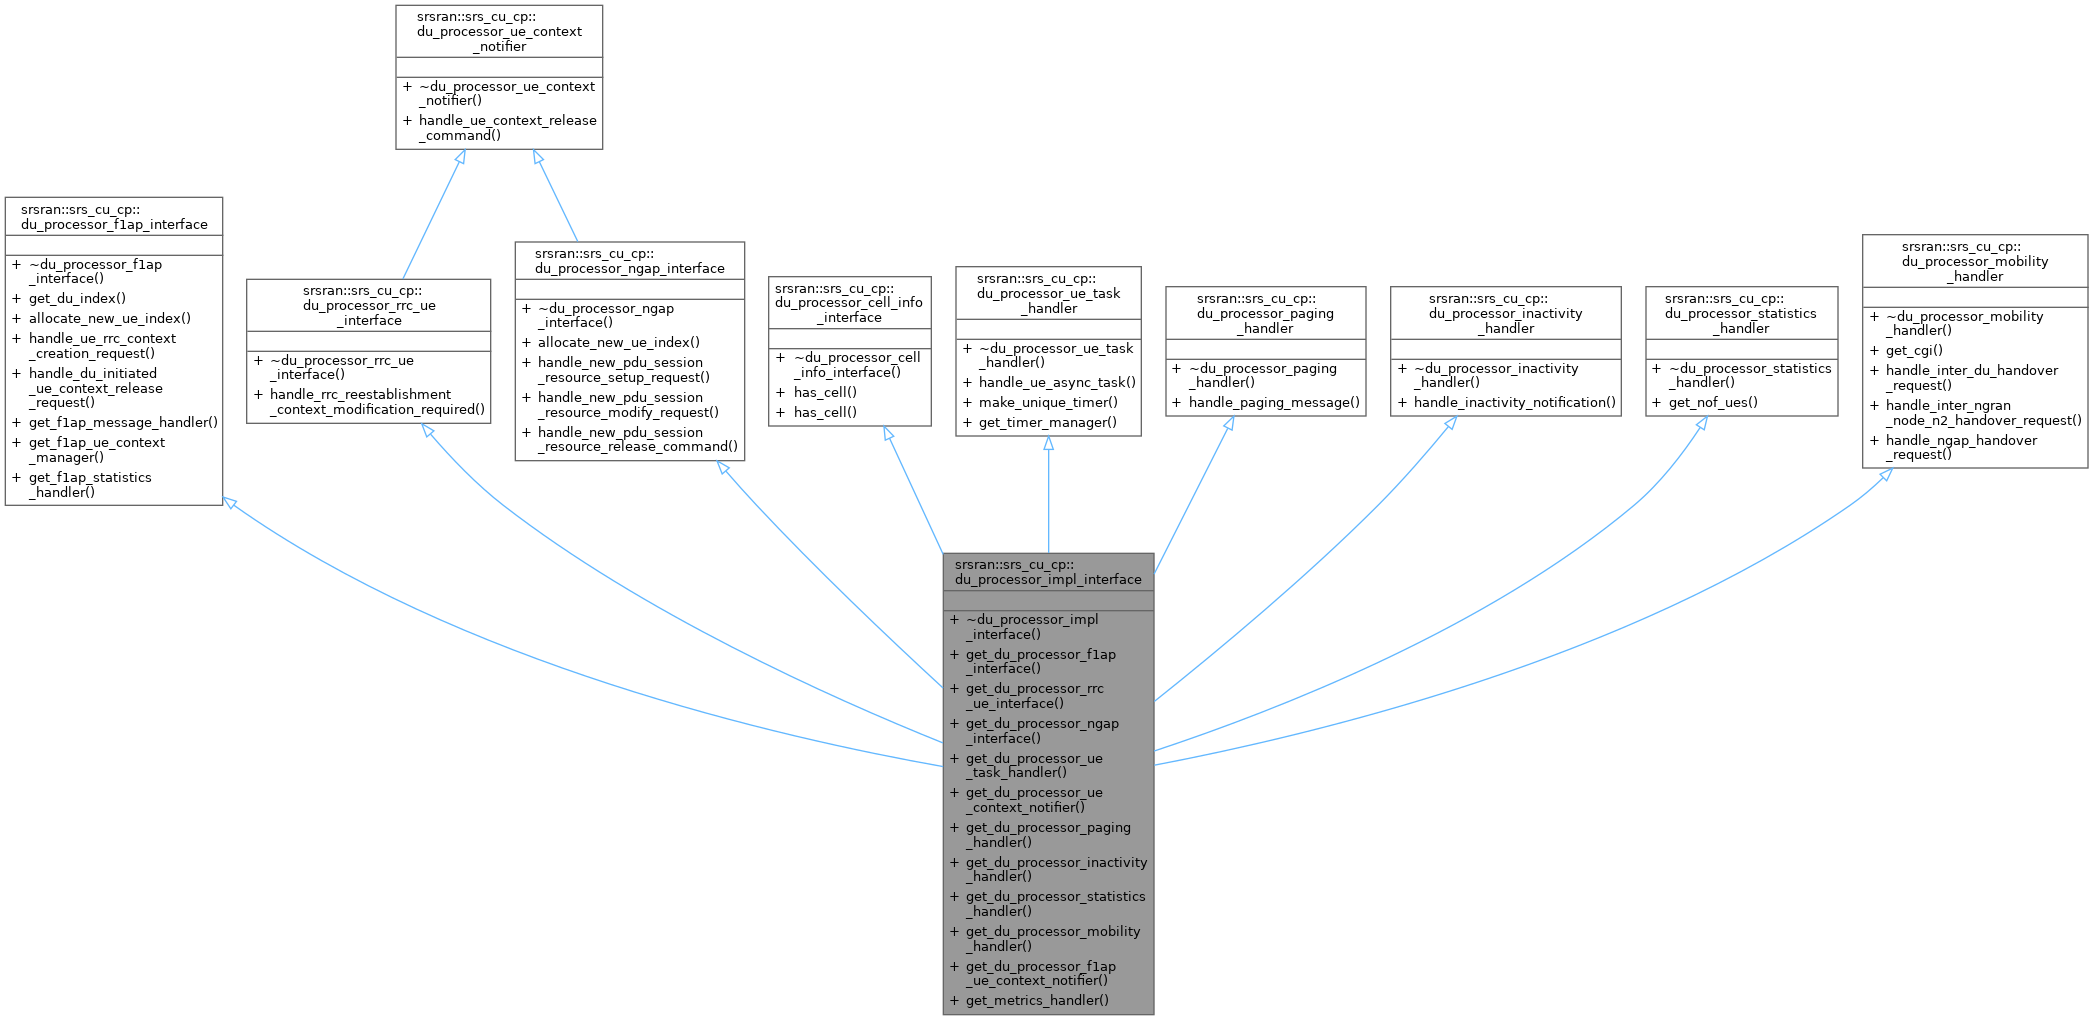 srsran::srs_cu_cp::
du_processor_ue_context
_notifier
+ ~du_processor_ue_context
_notifier()
+ handle_ue_context_release
_command()
srsran::srs_cu_cp::
du_processor_f1ap_interface
+ ~du_processor_f1ap
_interface()
+ get_du_index()
+ allocate_new_ue_index()
+ handle_ue_rrc_context
_creation_request()
+ handle_du_initiated
_ue_context_release
_request()
+ get_f1ap_message_handler()
+ get_f1ap_ue_context
_manager()
+ get_f1ap_statistics
_handler()
srsran::srs_cu_cp::
du_processor_rrc_ue
_interface
+ ~du_processor_rrc_ue
_interface()
+ handle_rrc_reestablishment
_context_modification_required()
srsran::srs_cu_cp::
du_processor_ngap_interface
+ ~du_processor_ngap
_interface()
+ allocate_new_ue_index()
+ handle_new_pdu_session
_resource_setup_request()
+ handle_new_pdu_session
_resource_modify_request()
+ handle_new_pdu_session
_resource_release_command()
srsran::srs_cu_cp::
du_processor_cell_info
_interface
+ ~du_processor_cell
_info_interface()
+ has_cell()
+ has_cell()
srsran::srs_cu_cp::
du_processor_ue_task
_handler
+ ~du_processor_ue_task
_handler()
+ handle_ue_async_task()
+ make_unique_timer()
+ get_timer_manager()
srsran::srs_cu_cp::
du_processor_paging
_handler
+ ~du_processor_paging
_handler()
+ handle_paging_message()
srsran::srs_cu_cp::
du_processor_inactivity
_handler
+ ~du_processor_inactivity
_handler()
+ handle_inactivity_notification()
srsran::srs_cu_cp::
du_processor_statistics
_handler
+ ~du_processor_statistics
_handler()
+ get_nof_ues()
srsran::srs_cu_cp::
du_processor_mobility
_handler
+ ~du_processor_mobility
_handler()
+ get_cgi()
+ handle_inter_du_handover
_request()
+ handle_inter_ngran
_node_n2_handover_request()
+ handle_ngap_handover
_request()
srsran::srs_cu_cp::
du_processor_impl_interface
+ ~du_processor_impl
_interface()
+ get_du_processor_f1ap
_interface()
+ get_du_processor_rrc
_ue_interface()
+ get_du_processor_ngap
_interface()
+ get_du_processor_ue
_task_handler()
+ get_du_processor_ue
_context_notifier()
+ get_du_processor_paging
_handler()
+ get_du_processor_inactivity
_handler()
+ get_du_processor_statistics
_handler()
+ get_du_processor_mobility
_handler()
+ get_du_processor_f1ap
_ue_context_notifier()
+ get_metrics_handler()